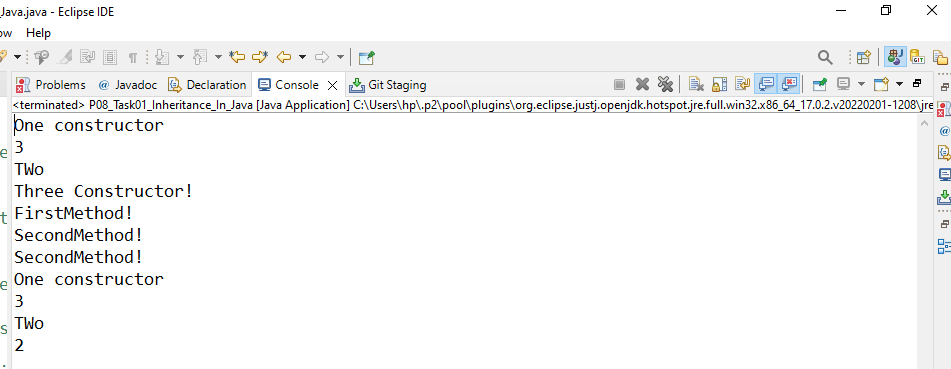 _Java.java - Eclipse IDE
ow Help
Problems @ Javadoc Declaration Console Git Staging
<terminated> P08_Task01_Inheritance_In_Java [Java Application] C:\Users\hp\.p2\pool\plugins\org.eclipse.justj.openjdk.hotspot.jre.full.win32.x86_64_17.0.2.v20220201-1208\jre
One constructor
3
TWo
Three Constructor!
FirstMethod!
SecondMethod!
SecondMethod!
One constructor
3
TWo
2